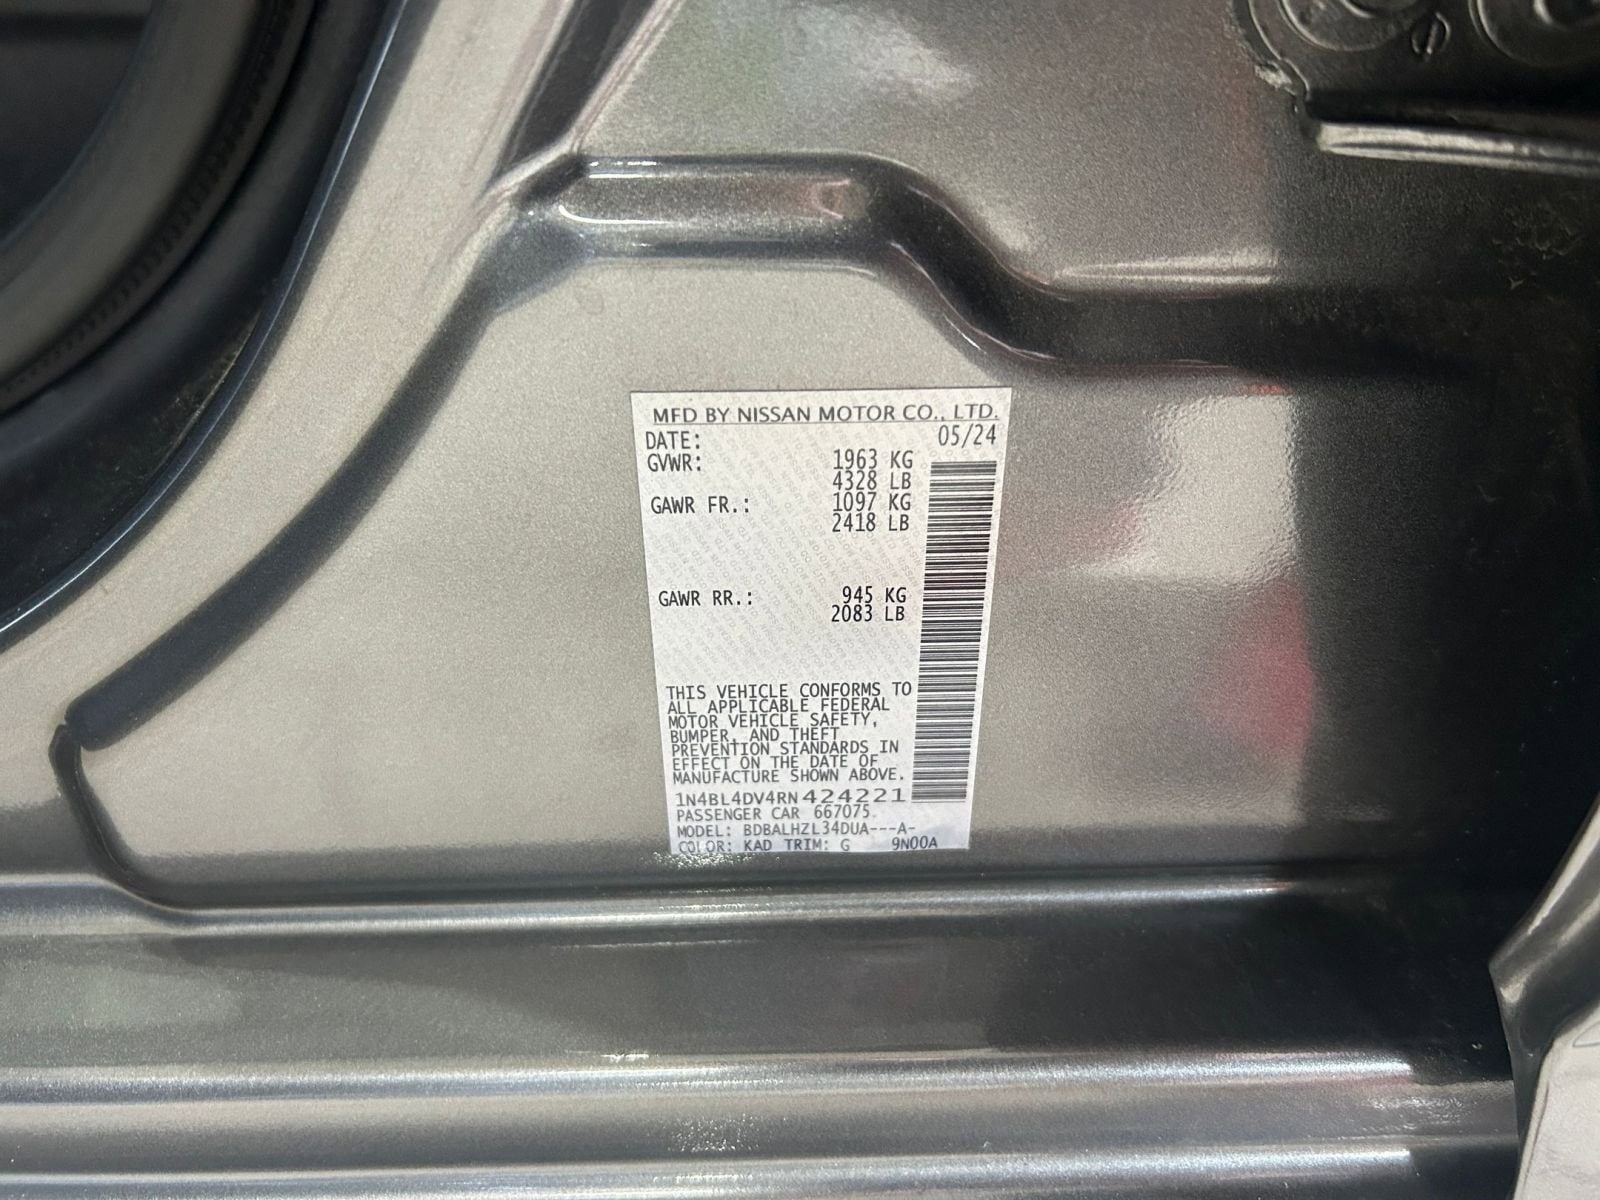 MFD BY NISSAN MOTOR CO., LTD.
DATE: 05/24
GVWR: 1963 KG
4328 LB
GAWR FR.: 1097 KG
2418 LB
GAWR RR.: 945 KG
2083 LB
THIS VEHICLE CONFORMS TO
ALL APPLICABLE FEDERAL
MOTOR VEHICLE SAFETY,
BUMPER, AND THEFT
PREVENTION STANDARDS IN
EFFECT ON THE DATE OF
MANUFACTURE SHOWN ABOVE.
1N4BL4DV4RN424221
PASSENGER CAR 667075
MODEL: BDBALHZL34DUA---A-
COLOR: KAD TRIM: G 9N00A